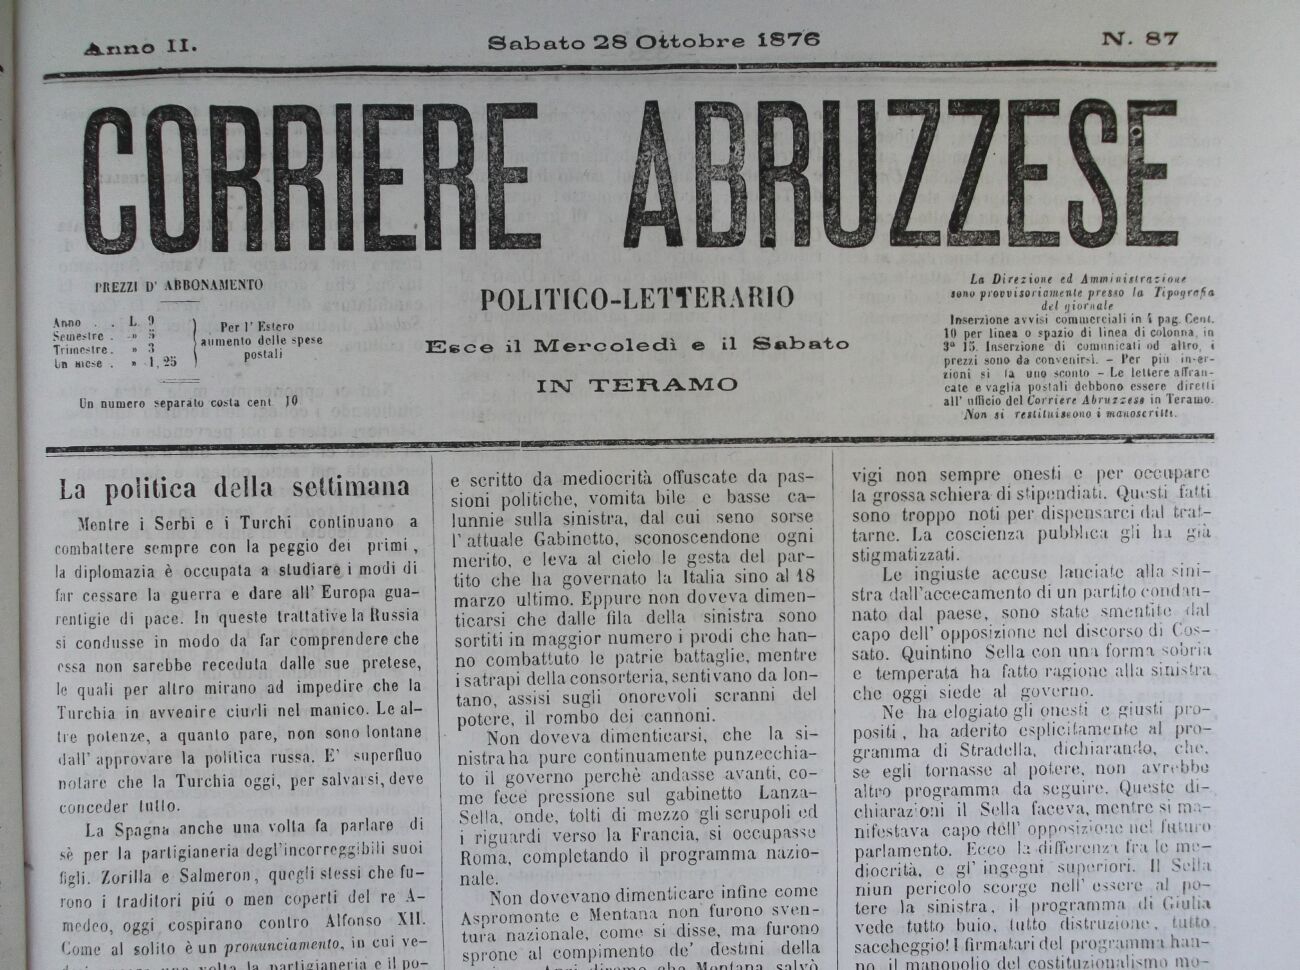 Anno II.
Sabato 28 Ottobre 1876
N. 87
CORRIERE ABRUZZESE
PREZZI D' ABBONAMENTO
Anno . . L. 9
Semestre . » 5
Trimestre . » 3
Un mese . » 1,25
Per l' Estero
aumento delle spese
postali
Un numero separato costa cent. 10
POLITICO-LETTERARIO
Esce il Mercoledì e il Sabato
IN TERAMO
La Direzione ed Amministrazione
sono provvisoriamente presso la Tipografia
del giornale
Inserzione avvisi commerciali in 4 pag. Cent.
10 per linea o spazio di linea di colonna, in
3ª 15. Inserzione di comunicati od altro, i
prezzi sono da convenirsi. – Per più inser-
zioni si fa uno sconto – Le lettere affran-
cate e vaglia postali debbono essere diretti
all' ufficio del Corriere Abruzzese in Teramo.
Non si restituiscono i manoscritti.
La politica della settimana
Mentre i Serbi e i Turchi continuano a
combattere sempre con la peggio dei primi,
la diplomazia è occupata a studiare i modi di
far cessare la guerra e dare all' Europa gua-
rentigie di pace. In queste trattative la Russia
si condusse in modo da far comprendere che
essa non sarebbe receduta dalle sue pretese,
le quali per altro mirano ad impedire che la
Turchia in avvenire ciurli nel manico. Le al-
tre potenze, a quanto pare, non sono lontane
dall' approvare la politica russa. E' superfluo
notare che la Turchia oggi, per salvarsi, deve
conceder tutto.
La Spagna anche una volta fa parlare di
sè per la partigianeria degl'incorreggibili suoi
figli. Zorilla e Salmeron, quegli stessi che fu-
rono i traditori piú o men coperti del re A-
medeo, oggi cospirano contro Alfonso XII.
Come al solito è un pronunciamento, in cui ve-
una volta la partigianeria e il po-
e scritto da mediocrità offuscate da pas-
sioni politiche, vomita bile e basse ca-
lunnie sulla sinistra, dal cui seno sorse
l' attuale Gabinetto, sconoscendone ogni
merito, e leva al cielo le gesta del par-
tito che ha governato la Italia sino al 18
marzo ultimo. Eppure non doveva dimen-
ticarsi che dalle fila della sinistra sono
sortiti in maggior numero i prodi che han-
no combattuto le patrie battaglie, mentre
i satrapi della consorteria, sentivano da lon-
tano, assisi sugli onorevoli scranni del
potere, il rombo dei cannoni.
Non doveva dimenticarsi, che la si-
nistra ha pure continuamente punzecchia-
to il governo perchè andasse avanti, co-
me fece pressione sul gabinetto Lanza-
Sella, onde, tolti di mezzo gli scrupoli ed
i riguardi verso la Francia, si occupasse
Roma, completando il programma nazio-
nale.
Non dovevano dimenticare infine come
Aspromonte e Mentana non furono sven-
tura nazionale, come si disse, ma furono
sprone al compimento de' destini della
Anzi diremo che Mentana salvò
vigi non sempre onesti e per occupare
la grossa schiera di stipendiati. Questi fatti
sono troppo noti per dispensarci dal trat-
tarne. La coscienza pubblica gli ha già
stigmatizzati.
Le ingiuste accuse lanciate alla sini-
stra dall'accecamento di un partito condan-
nato dal paese, sono state smentite dal
capo dell' opposizione nel discorso di Cos-
sato. Quintino Sella con una forma sobria
e temperata ha fatto ragione alla sinistra
che oggi siede al governo.
Ne ha elogiato gli onesti e giusti pro-
positi, ha aderito esplicitamente al pro-
gramma di Stradella, dichiarando, che,
se egli tornasse al potere, non avrebbe
altro programma da seguire. Queste di-
chiarazioni il Sella faceva, mentre si ma-
nifestava capo dell' opposizione nel futuro
parlamento. Ecco la differenza fra le me-
diocrità, e gl' ingegni superiori. Il Sella
niun pericolo scorge nell' essere al po-
tere la sinistra, il programma di Giulia
vede tutto buio, tutto distruzione, tutto
saccheggio! I firmatari del programma han-
no il manopolio del costituzionalismo mo-